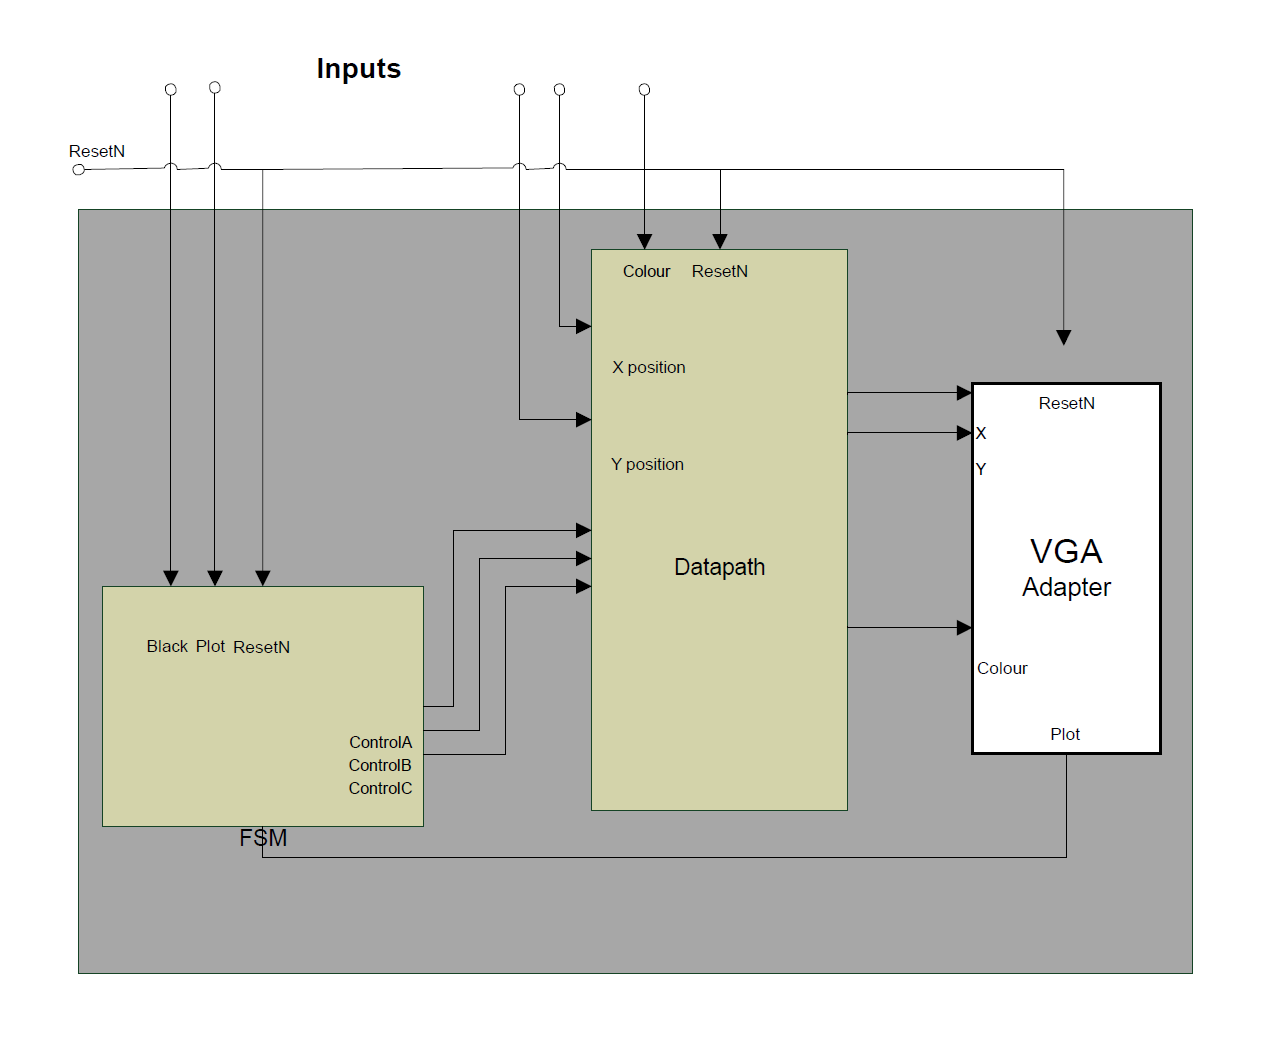 Inputs
ResetN
Colour ResetN
X position
ResetN
X
Y position
Y
VGA
Datapath
Adapter
Black Plot ResetN
Colour
Plot
ControlA
ControlB
ControlC
FSM